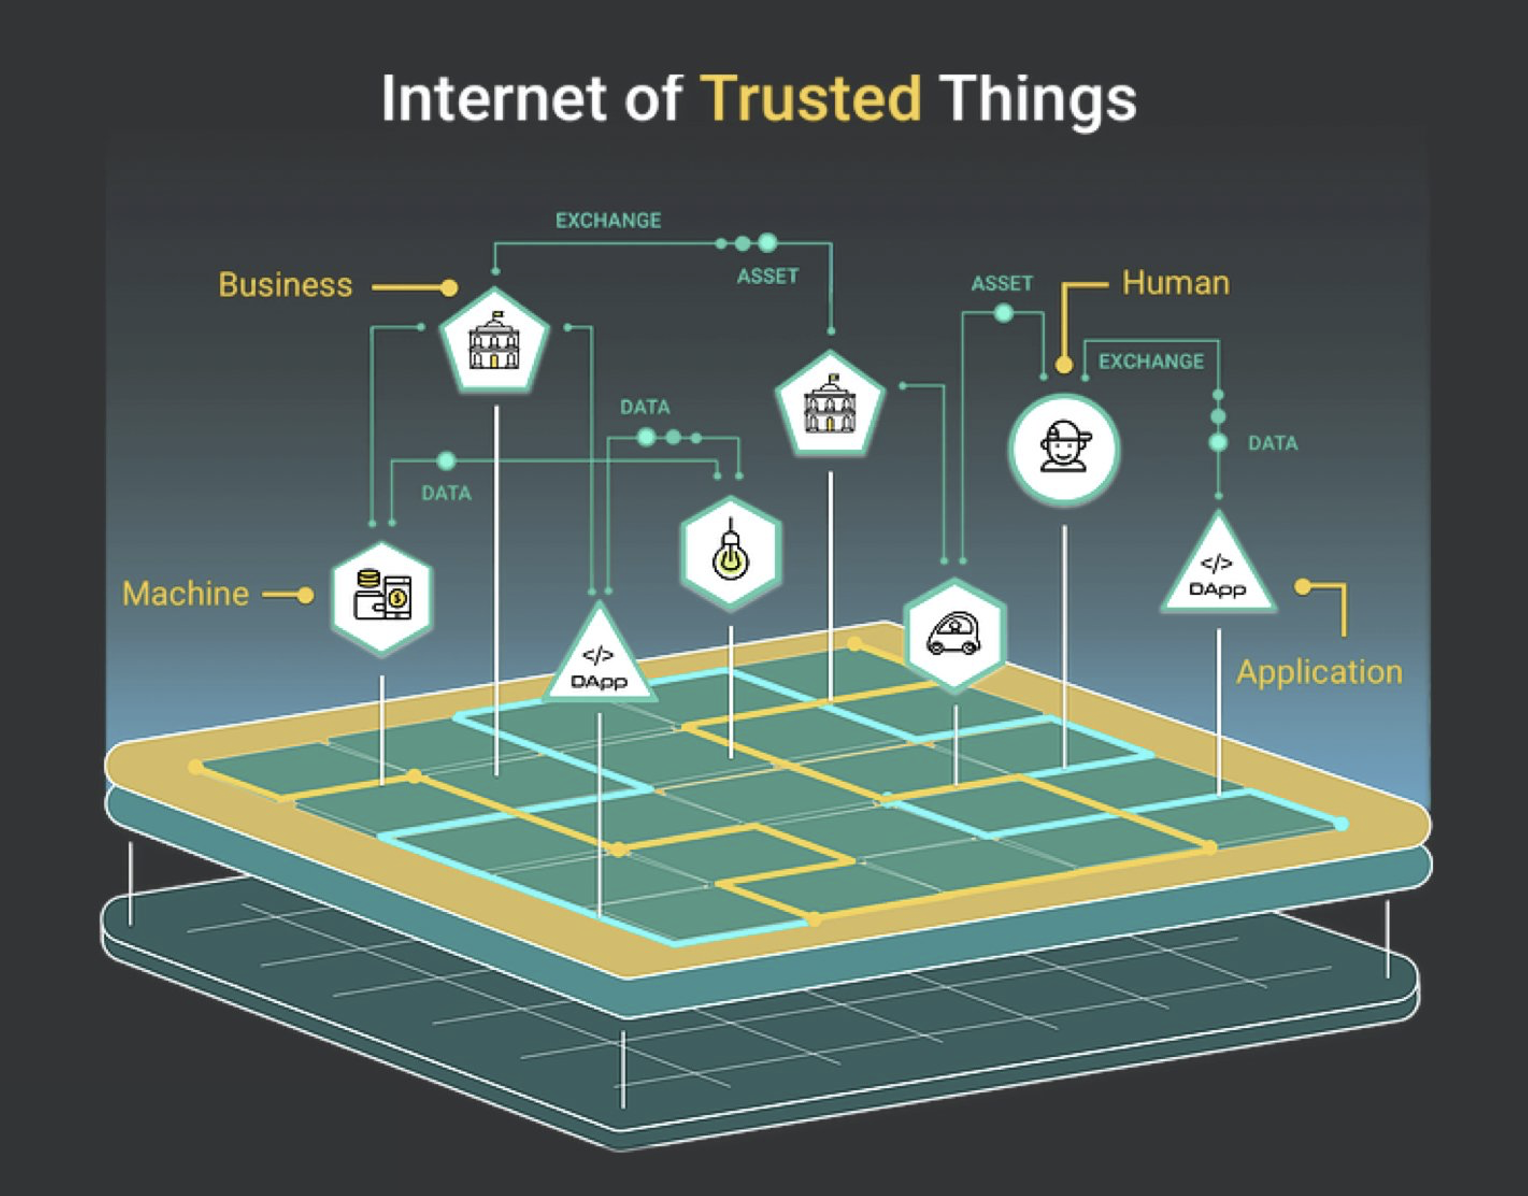 Internet of Trusted Things
EXCHANGE
ASSET
Business
ASSET
Human
EXCHANGE
DATA
DATA
DATA
Machine
</>
DApp
</>
DApp
Application